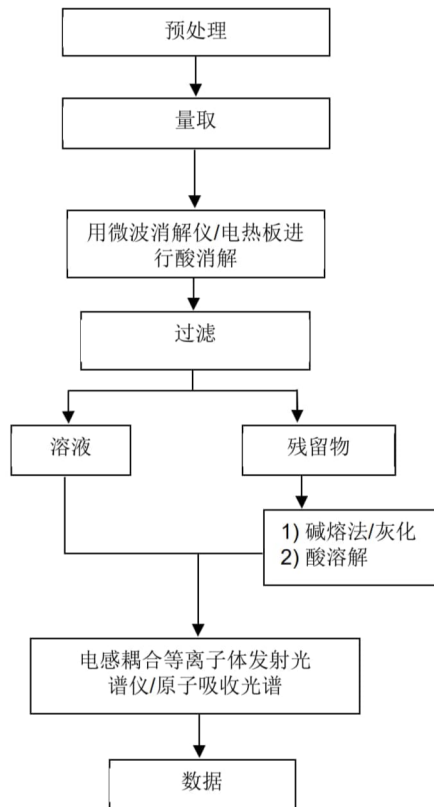 预处理
量取
用微波消解仪/电热板进
行酸消解
过滤
溶液
残留物
1) 碱熔法/灰化
2) 酸溶解
电感耦合等离子体发射光
谱仪/原子吸收光谱
数据